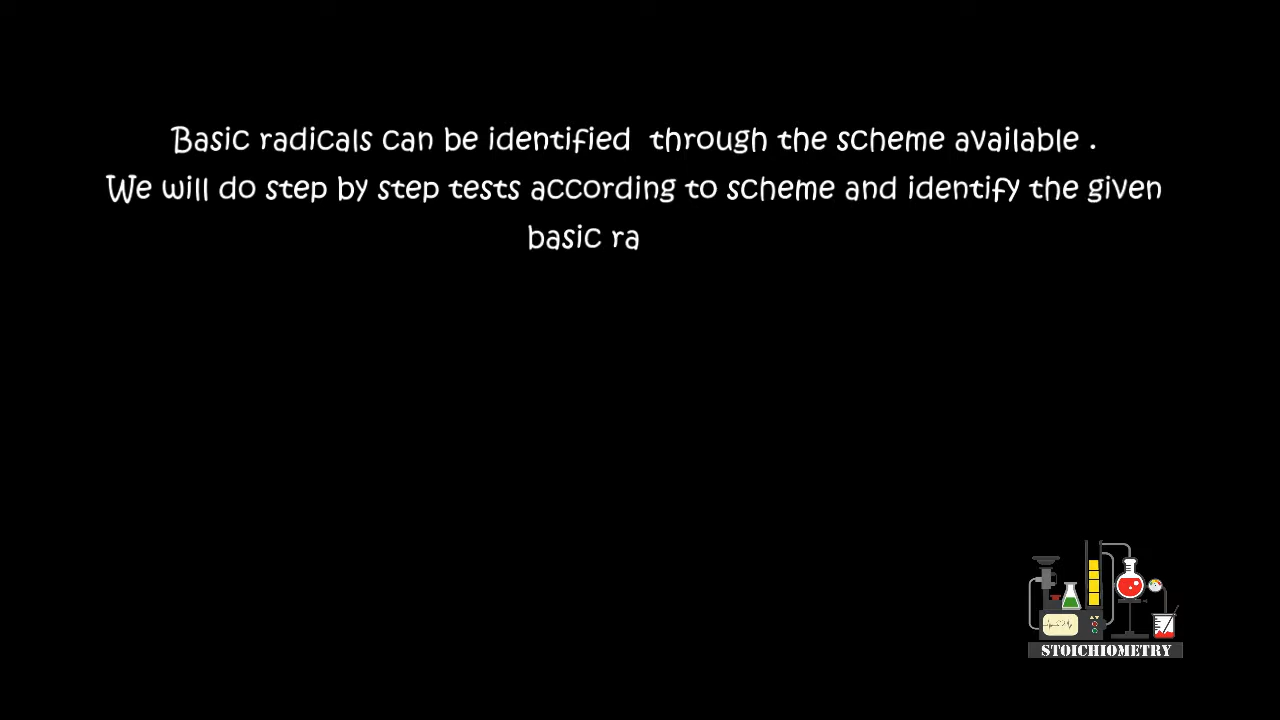 Basic radicals can be identified  through the scheme available .
We will do step by step tests according to scheme and identify the given
basic ra
STOICHIOMETRY